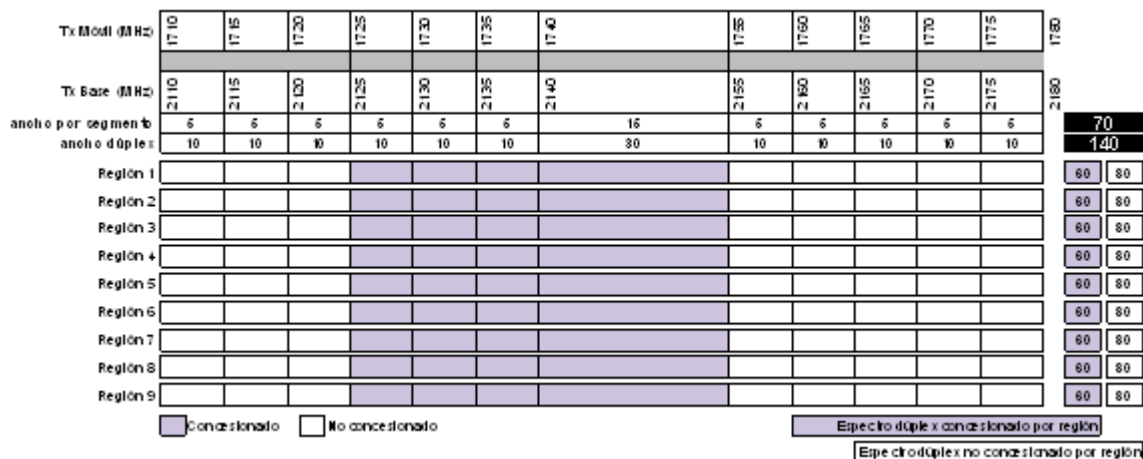 Tx Móvil (MHz) 1710 1715 1720 1725 1730 1735 1740 1755 1760 1765 1770 1775 1780
Tx Base (MHz) 2110 2115 2120 2125 2130 2135 2140 2155 2160 2165 2170 2175 2180
ancho por segmento 5 5 5 5 5 5 15 5 5 5 5 5 70
ancho dúplex 10 10 10 10 10 10 30 10 10 10 10 10 140
Región 1 60 80
Región 2 60 80
Región 3 60 80
Región 4 60 80
Región 5 60 80
Región 6 60 80
Región 7 60 80
Región 8 60 80
Región 9 60 80
Concesionado No concesionado Espectro dúplex concesionado por región
Espectro dúplex no concesionado por región